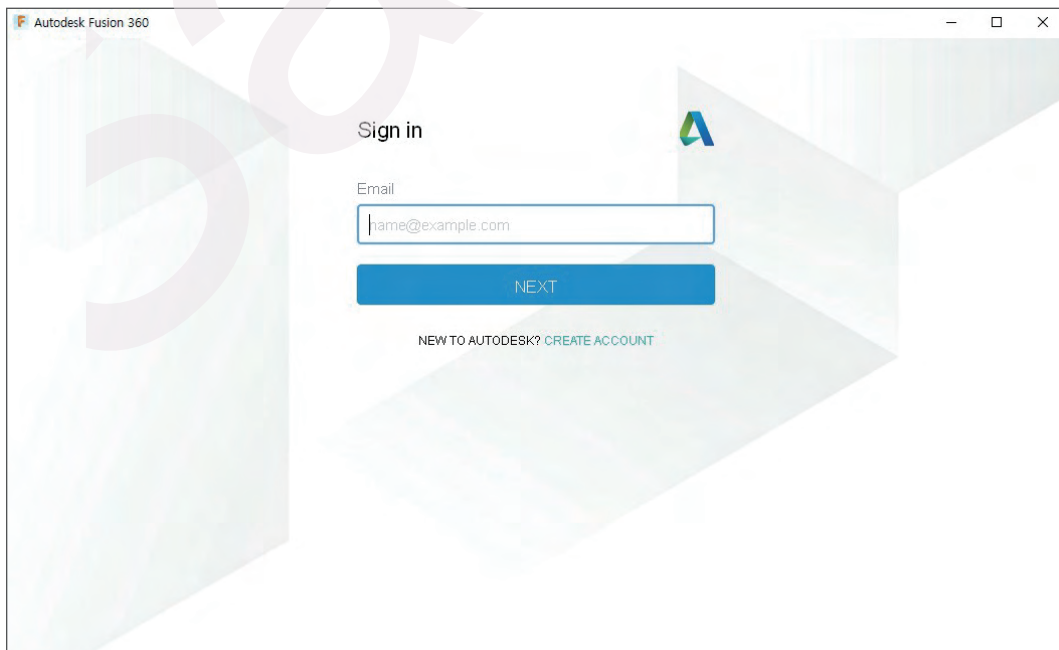 Autodesk Fusion 360
Sign in
Email
name@example.com
NEXT
NEW TO AUTODESK? CREATE ACCOUNT